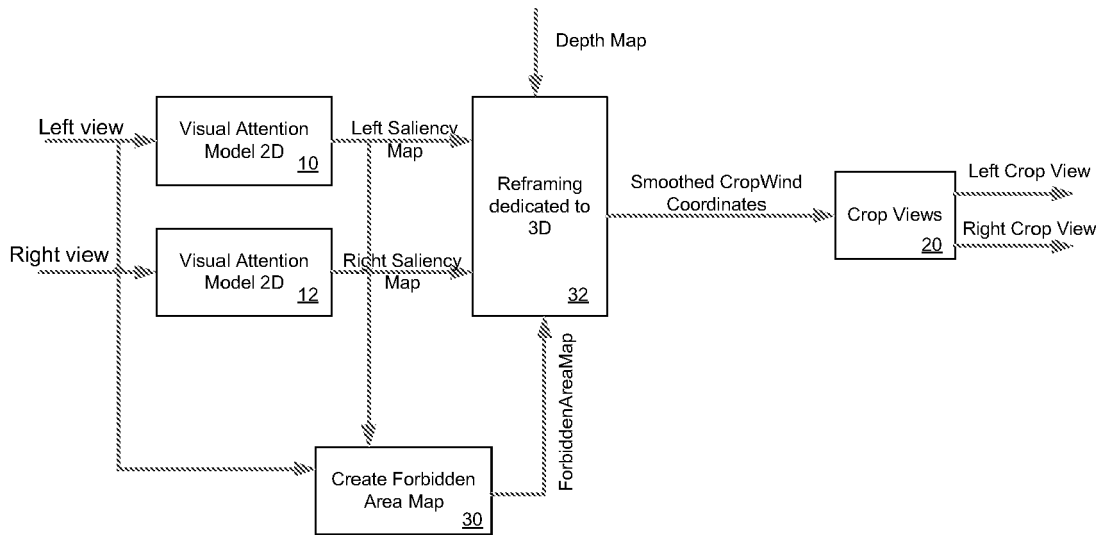 Depth Map
Left view
Visual Attention
Model 2D
10
Left Saliency
Map
Reframing
dedicated to
3D
32
Smoothed CropWind
Coordinates
Crop Views
20
Left Crop View
Right Crop View
Right view
Visual Attention
Model 2D
12
Right Saliency
Map
ForbiddenAreaMap
Create Forbidden
Area Map
30